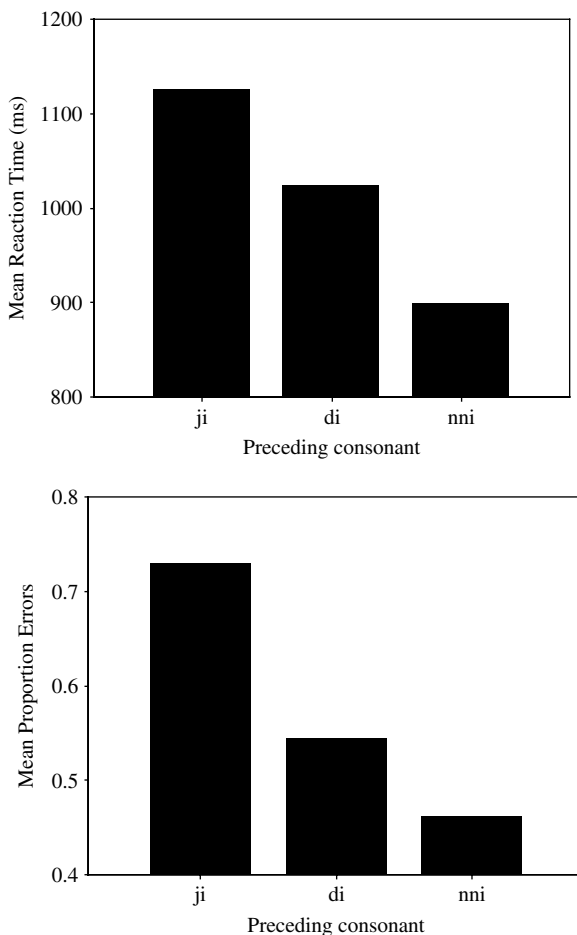 1200
1100
1000
900
800
Mean Reaction Time (ms)
ji di nni
Preceding consonant
0.8
0.7
0.6
0.5
0.4
Mean Proportion Errors
ji di nni
Preceding consonant